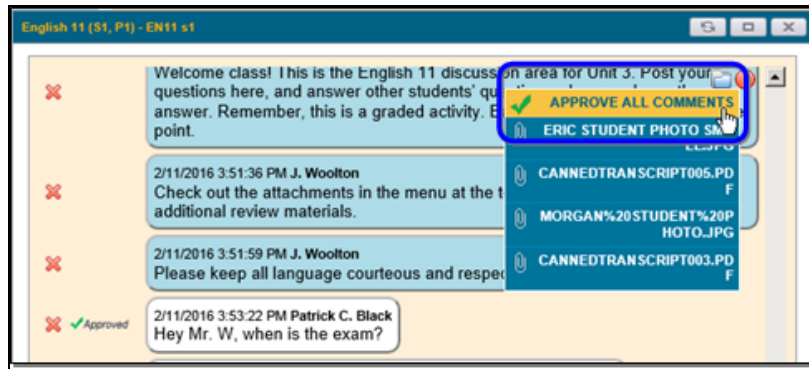 English 11 (S1, P1) - EN11 s1
Welcome class! This is the English 11 discussion area for Unit 3. Post your
questions here, and answer other students' qu
answer. Remember, this is a graded activity. E
point.
APPROVE ALL COMMENTS
ERIC STUDENT PHOTO
CANNEDTRANSCRIPT005.PD
F
MORGAN%20STUDENT%20P
HOTO..JPG
CANNEDTRANSCRIPT003.PD
F
2/11/2016 3:51:36 PM J. Woolton
Check out the attachments in the menu at the t
additional review materials.
2/11/2016 3:51:59 PM J. Woolton
Please keep all language courteous and respec
Approved
2/11/2016 3:53:22 PM Patrick C. Black
Hey Mr. W, when is the exam?